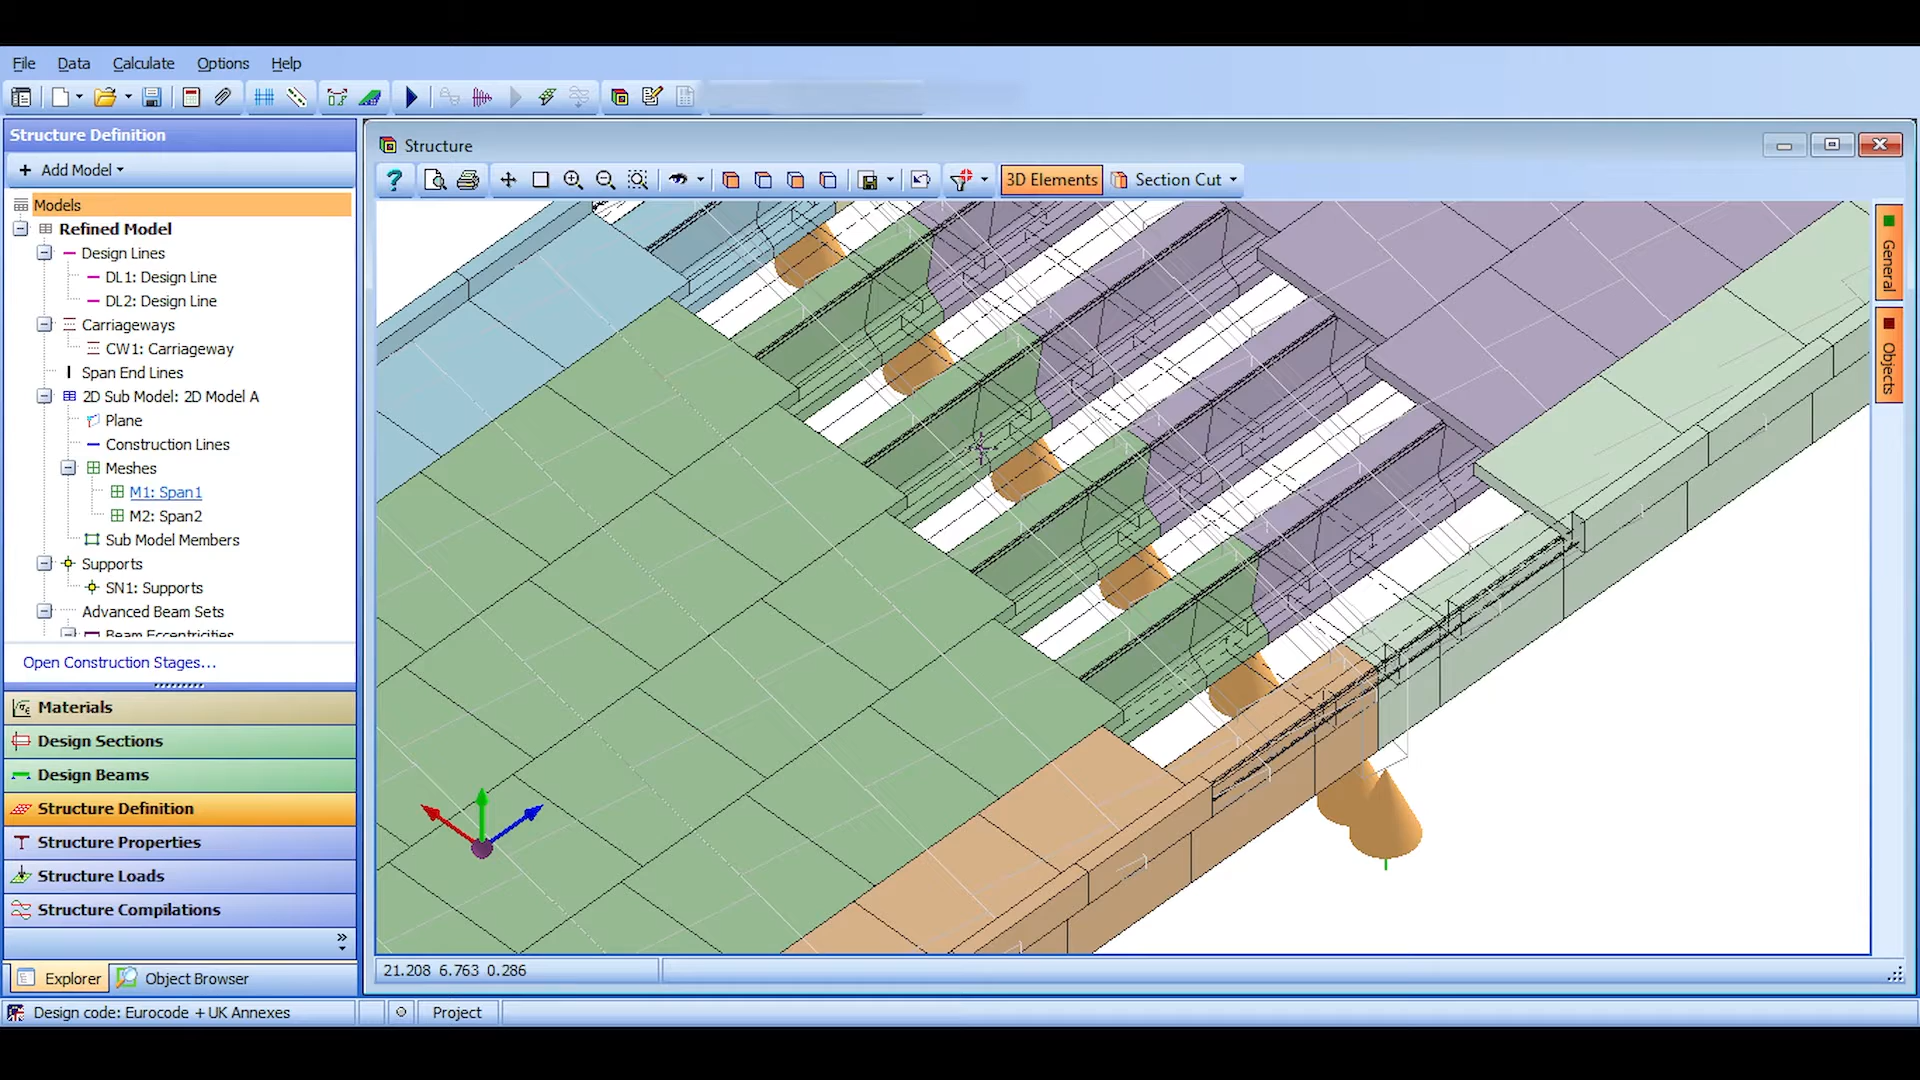 File Data Calculate Options Help
Structure Definition
Structure
Add Model
3D Elements Section Cut
Models
Refined Model
Design Lines
DL1: Design Line
DL2: Design Line
Carriageways
CW1: Carriageway
Span End Lines
2D Sub Model: 2D Model A
Plane
Construction Lines
Meshes
M1: Span1
M2: Span2
Sub Model Members
Supports
SN1: Supports
Advanced Beam Sets
Beam Eccentricities
Open Construction Stages...
Materials
Design Sections
Design Beams
Structure Definition
Structure Properties
Structure Loads
Structure Compilations
Explorer Object Browser
General
Objects
21.208 6.763 0.286
Design code: Eurocode + UK Annexes
Project